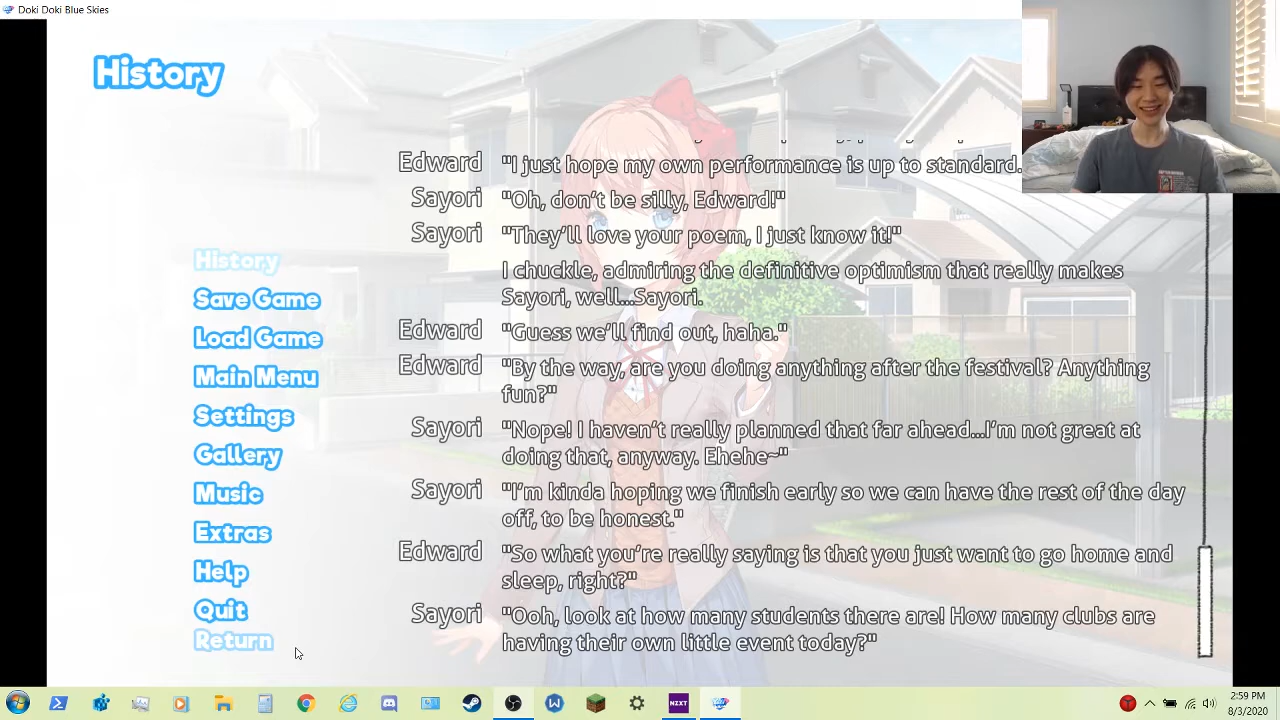 Doki Doki Blue Skies
History
Edward "I just hope my own performance is up to standard.
Sayori "Oh, don't be silly, Edward!"
Sayori "They'll love your poem, I just know it!"
I chuckle, admiring the definitive optimism that really makes
Sayori, well...Sayori.
Edward "Guess we'll find out, haha."
Edward "By the way, are you doing anything after the festival? Anything
fun?"
Sayori "Nope! I haven't really planned that far ahead...I'm not great at
doing that, anyway. Ehehe~"
Sayori "I'm kinda hoping we finish early so we can have the rest of the day
off, to be honest."
Edward "So what you're really saying is that you just want to go home and
sleep, right?"
Sayori "Ooh, look at how many students there are! How many clubs are
having their own little event today?"
History
Save Game
Load Game
Main Menu
Settings
Gallery
Music
Extras
Help
Quit
Return
NZXT
2:59 PM
8/3/2020